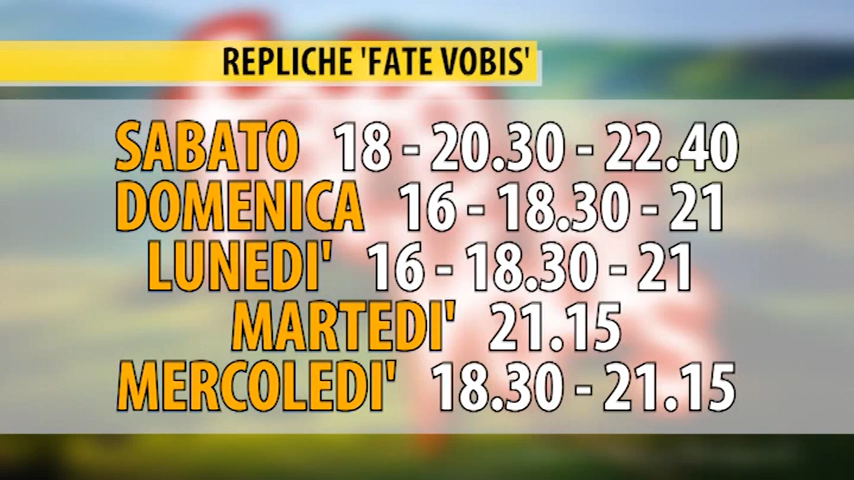 REPLICHE 'FATE VOBIS'
SABATO 18 - 20.30 - 22.40
DOMENICA 16 - 18.30 - 21
LUNEDI' 16 - 18.30 - 21
MARTEDI' 21.15
MERCOLEDI' 18.30 - 21.15